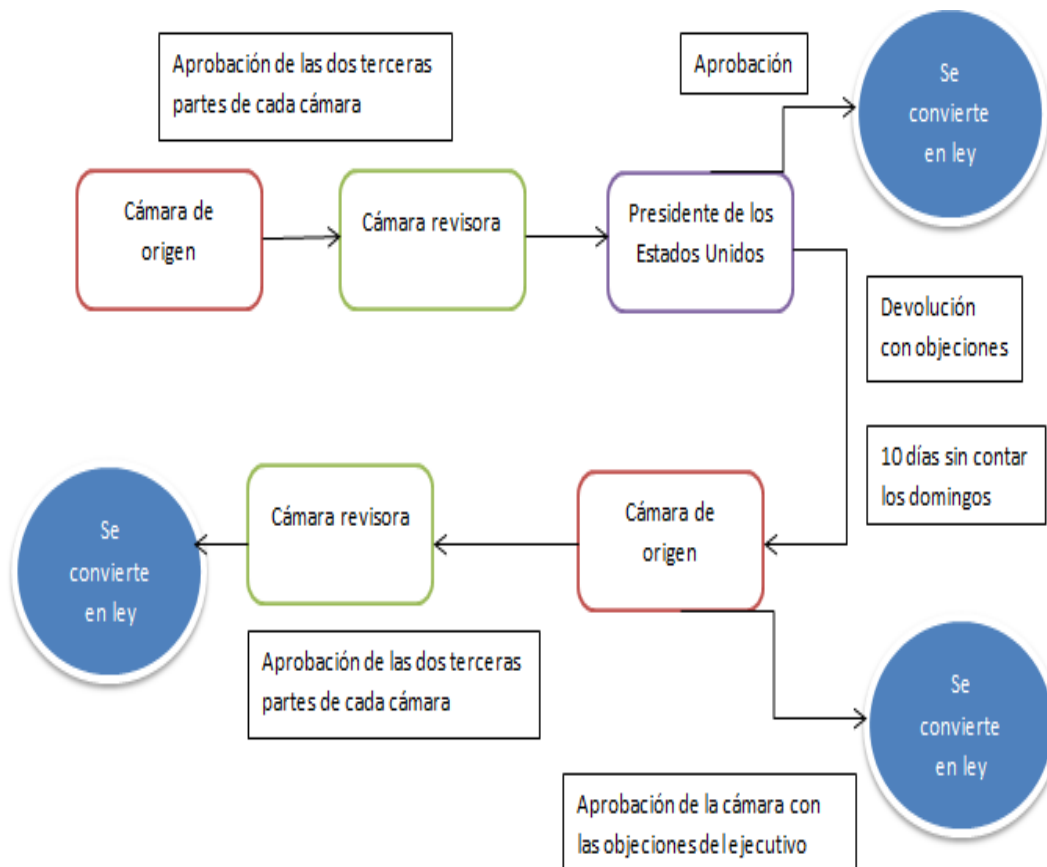 Aprobación de las dos terceras
partes de cada cámara
Aprobación
Se
convierte
en ley
Cámara de
origen
Cámara revisora
Presidente de los
Estados Unidos
Devolución
con objeciones
10 días sin contar
los domingos
Se
convierte
en ley
Cámara revisora
Cámara de
origen
Aprobación de las dos terceras
partes de cada cámara
Se
convierte
en ley
Aprobación de la cámara con
las objeciones del ejecutivo